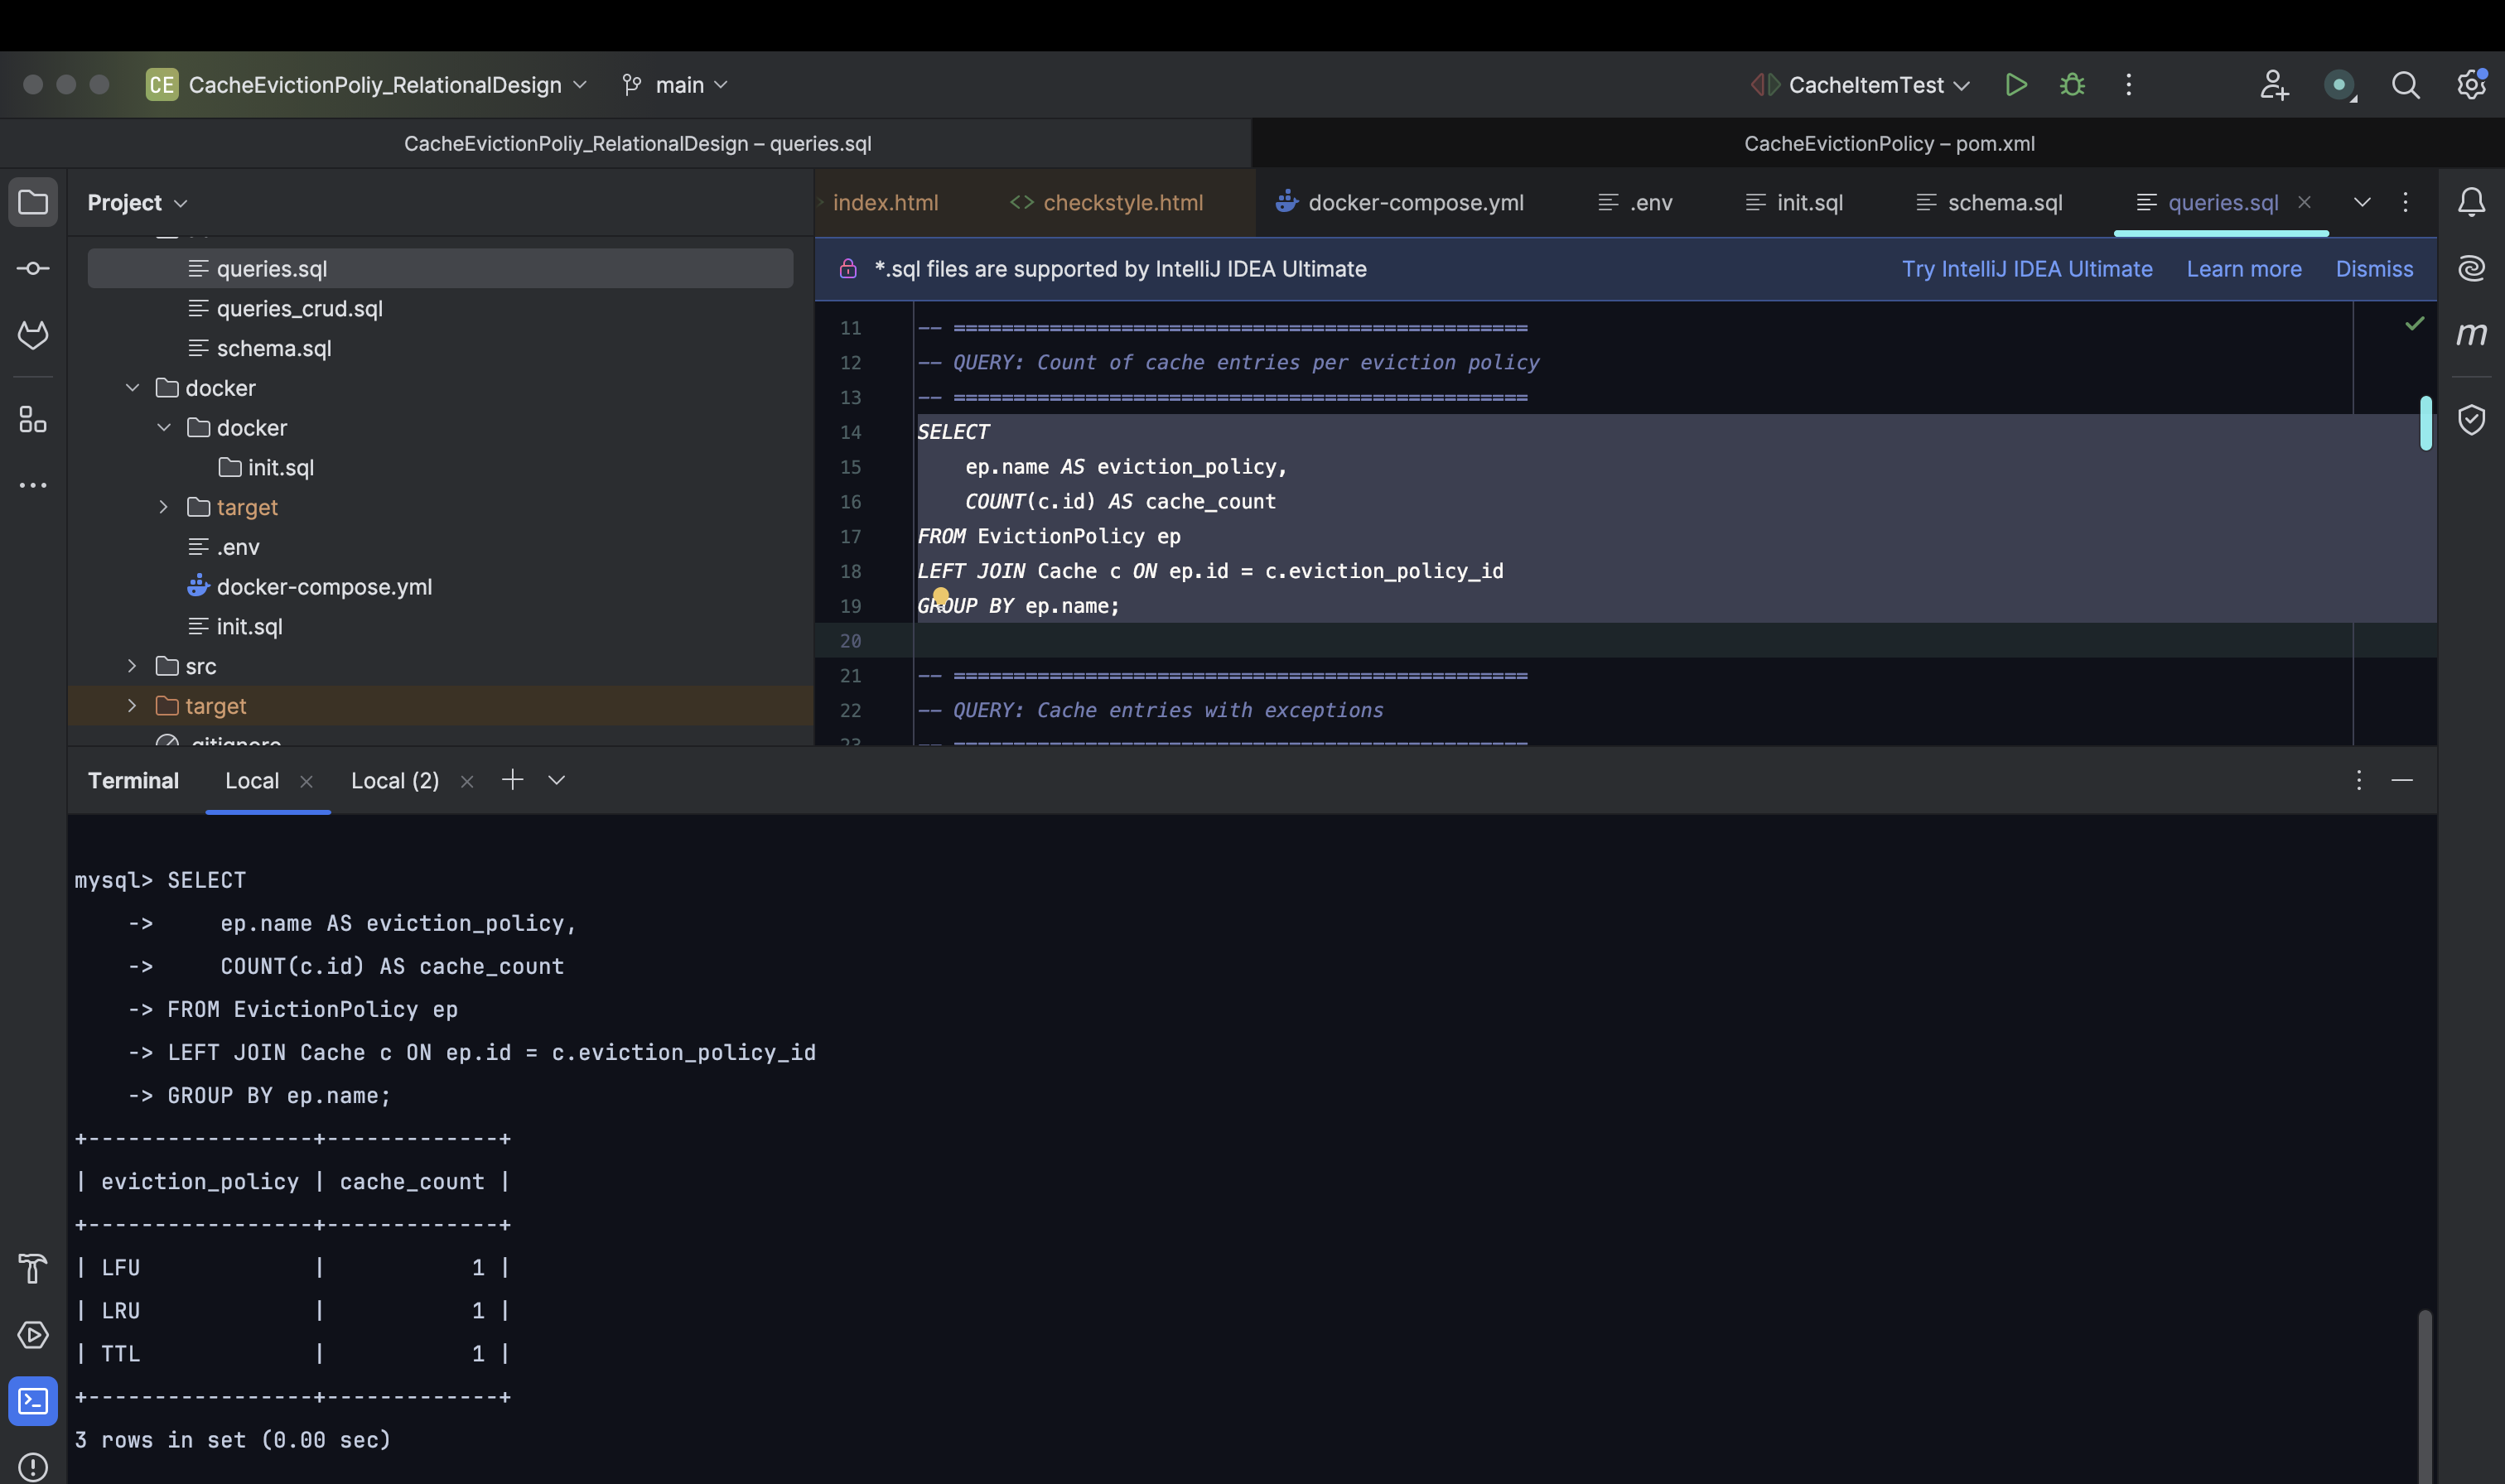 CE CacheEvictionPoliy_RelationalDesign main CacheItemTest
CacheEvictionPoliy_RelationalDesign – queries.sql CacheEvictionPolicy – pom.xml
Project
index.html <> checkstyle.html docker-compose.yml .env init.sql schema.sql queries.sql
queries.sql
queries_crud.sql
schema.sql
docker
docker
init.sql
target
.env
docker-compose.yml
init.sql
src
target
.gitignore
*.sql files are supported by IntelliJ IDEA Ultimate Try IntelliJ IDEA Ultimate Learn more Dismiss
11 -- ================================================
12 -- QUERY: Count of cache entries per eviction policy
13 -- ================================================
14 SELECT
15 ep.name AS eviction_policy,
16 COUNT(c.id) AS cache_count
17 FROM EvictionPolicy ep
18 LEFT JOIN Cache c ON ep.id = c.eviction_policy_id
19 GROUP BY ep.name;
20
21 -- ================================================
22 -- QUERY: Cache entries with exceptions
23 -- ================================================
m
Terminal Local Local (2)
mysql> SELECT
-> ep.name AS eviction_policy,
-> COUNT(c.id) AS cache_count
-> FROM EvictionPolicy ep
-> LEFT JOIN Cache c ON ep.id = c.eviction_policy_id
-> GROUP BY ep.name;
+-----------------+-------------+
| eviction_policy | cache_count |
+-----------------+-------------+
| LFU | 1 |
| LRU | 1 |
| TTL | 1 |
+-----------------+-------------+
3 rows in set (0.00 sec)